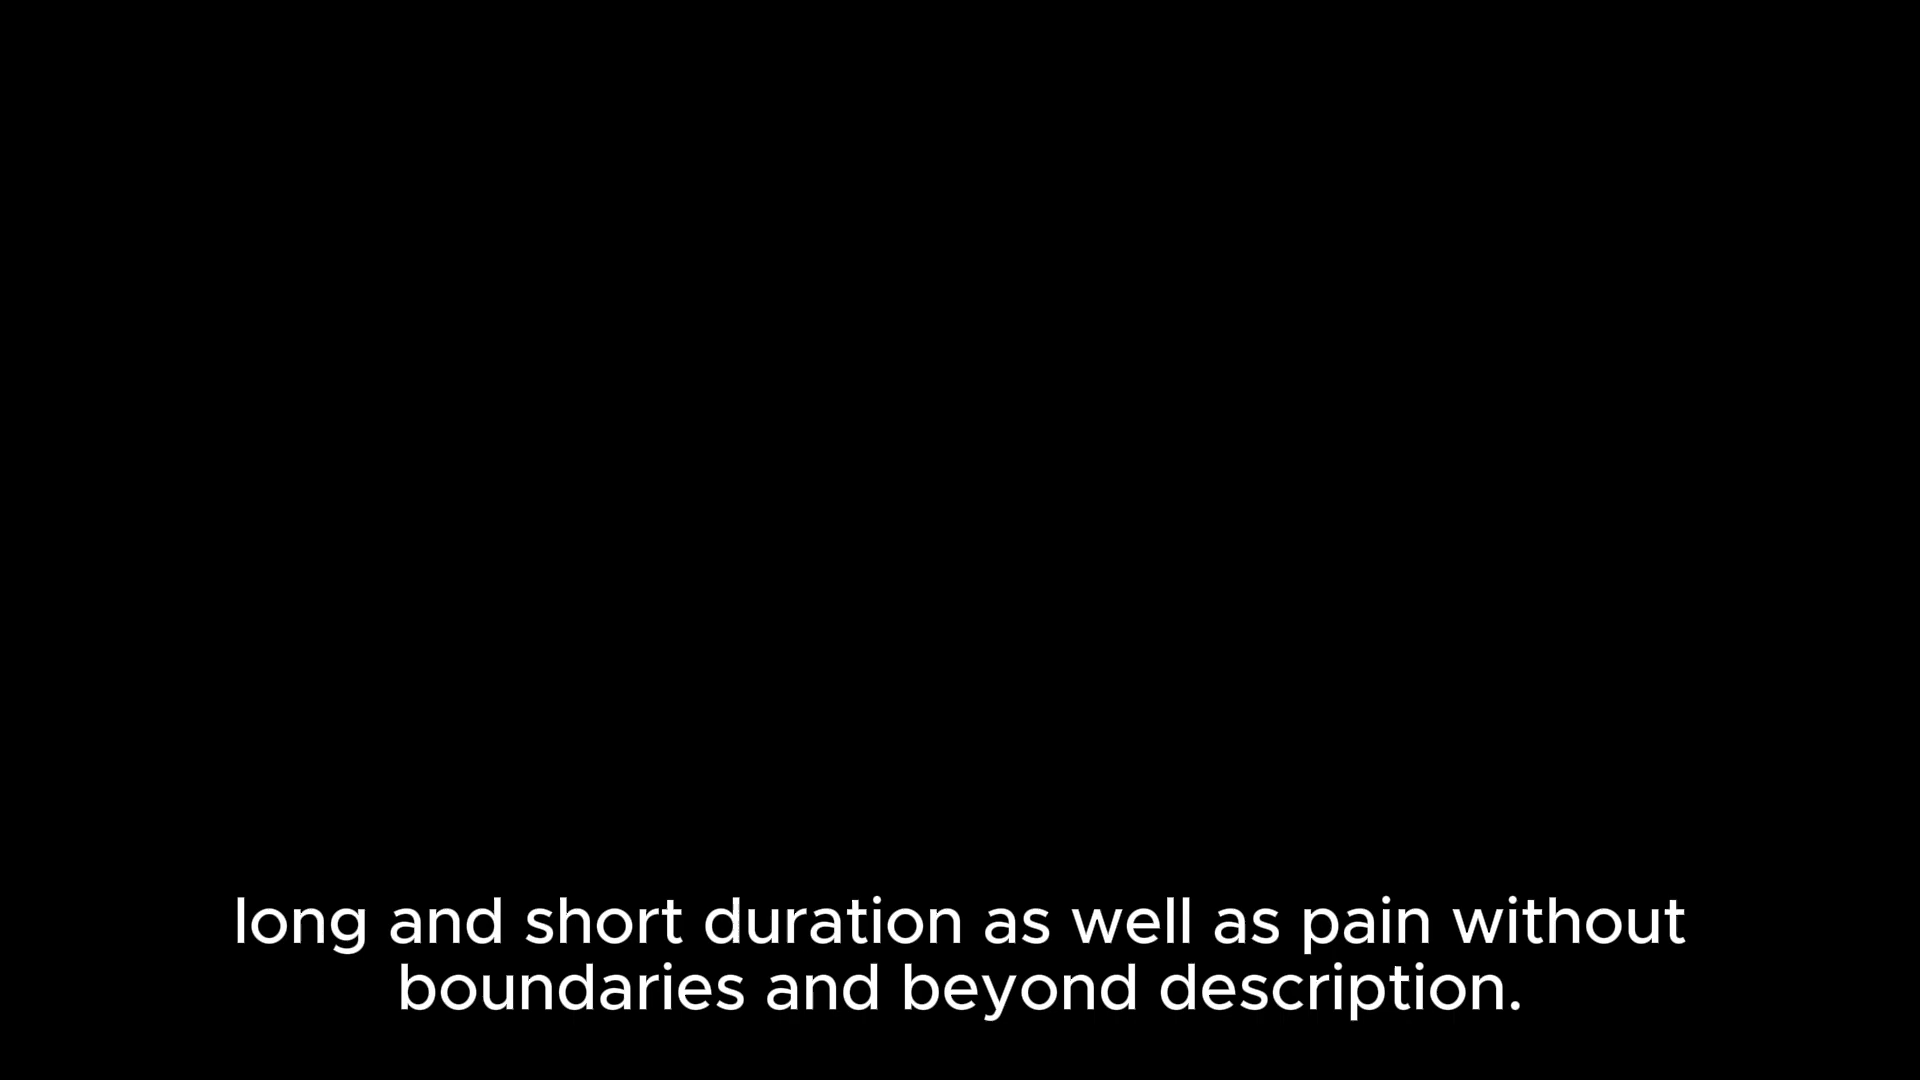 long and short duration as well as pain without
boundaries and beyond description.